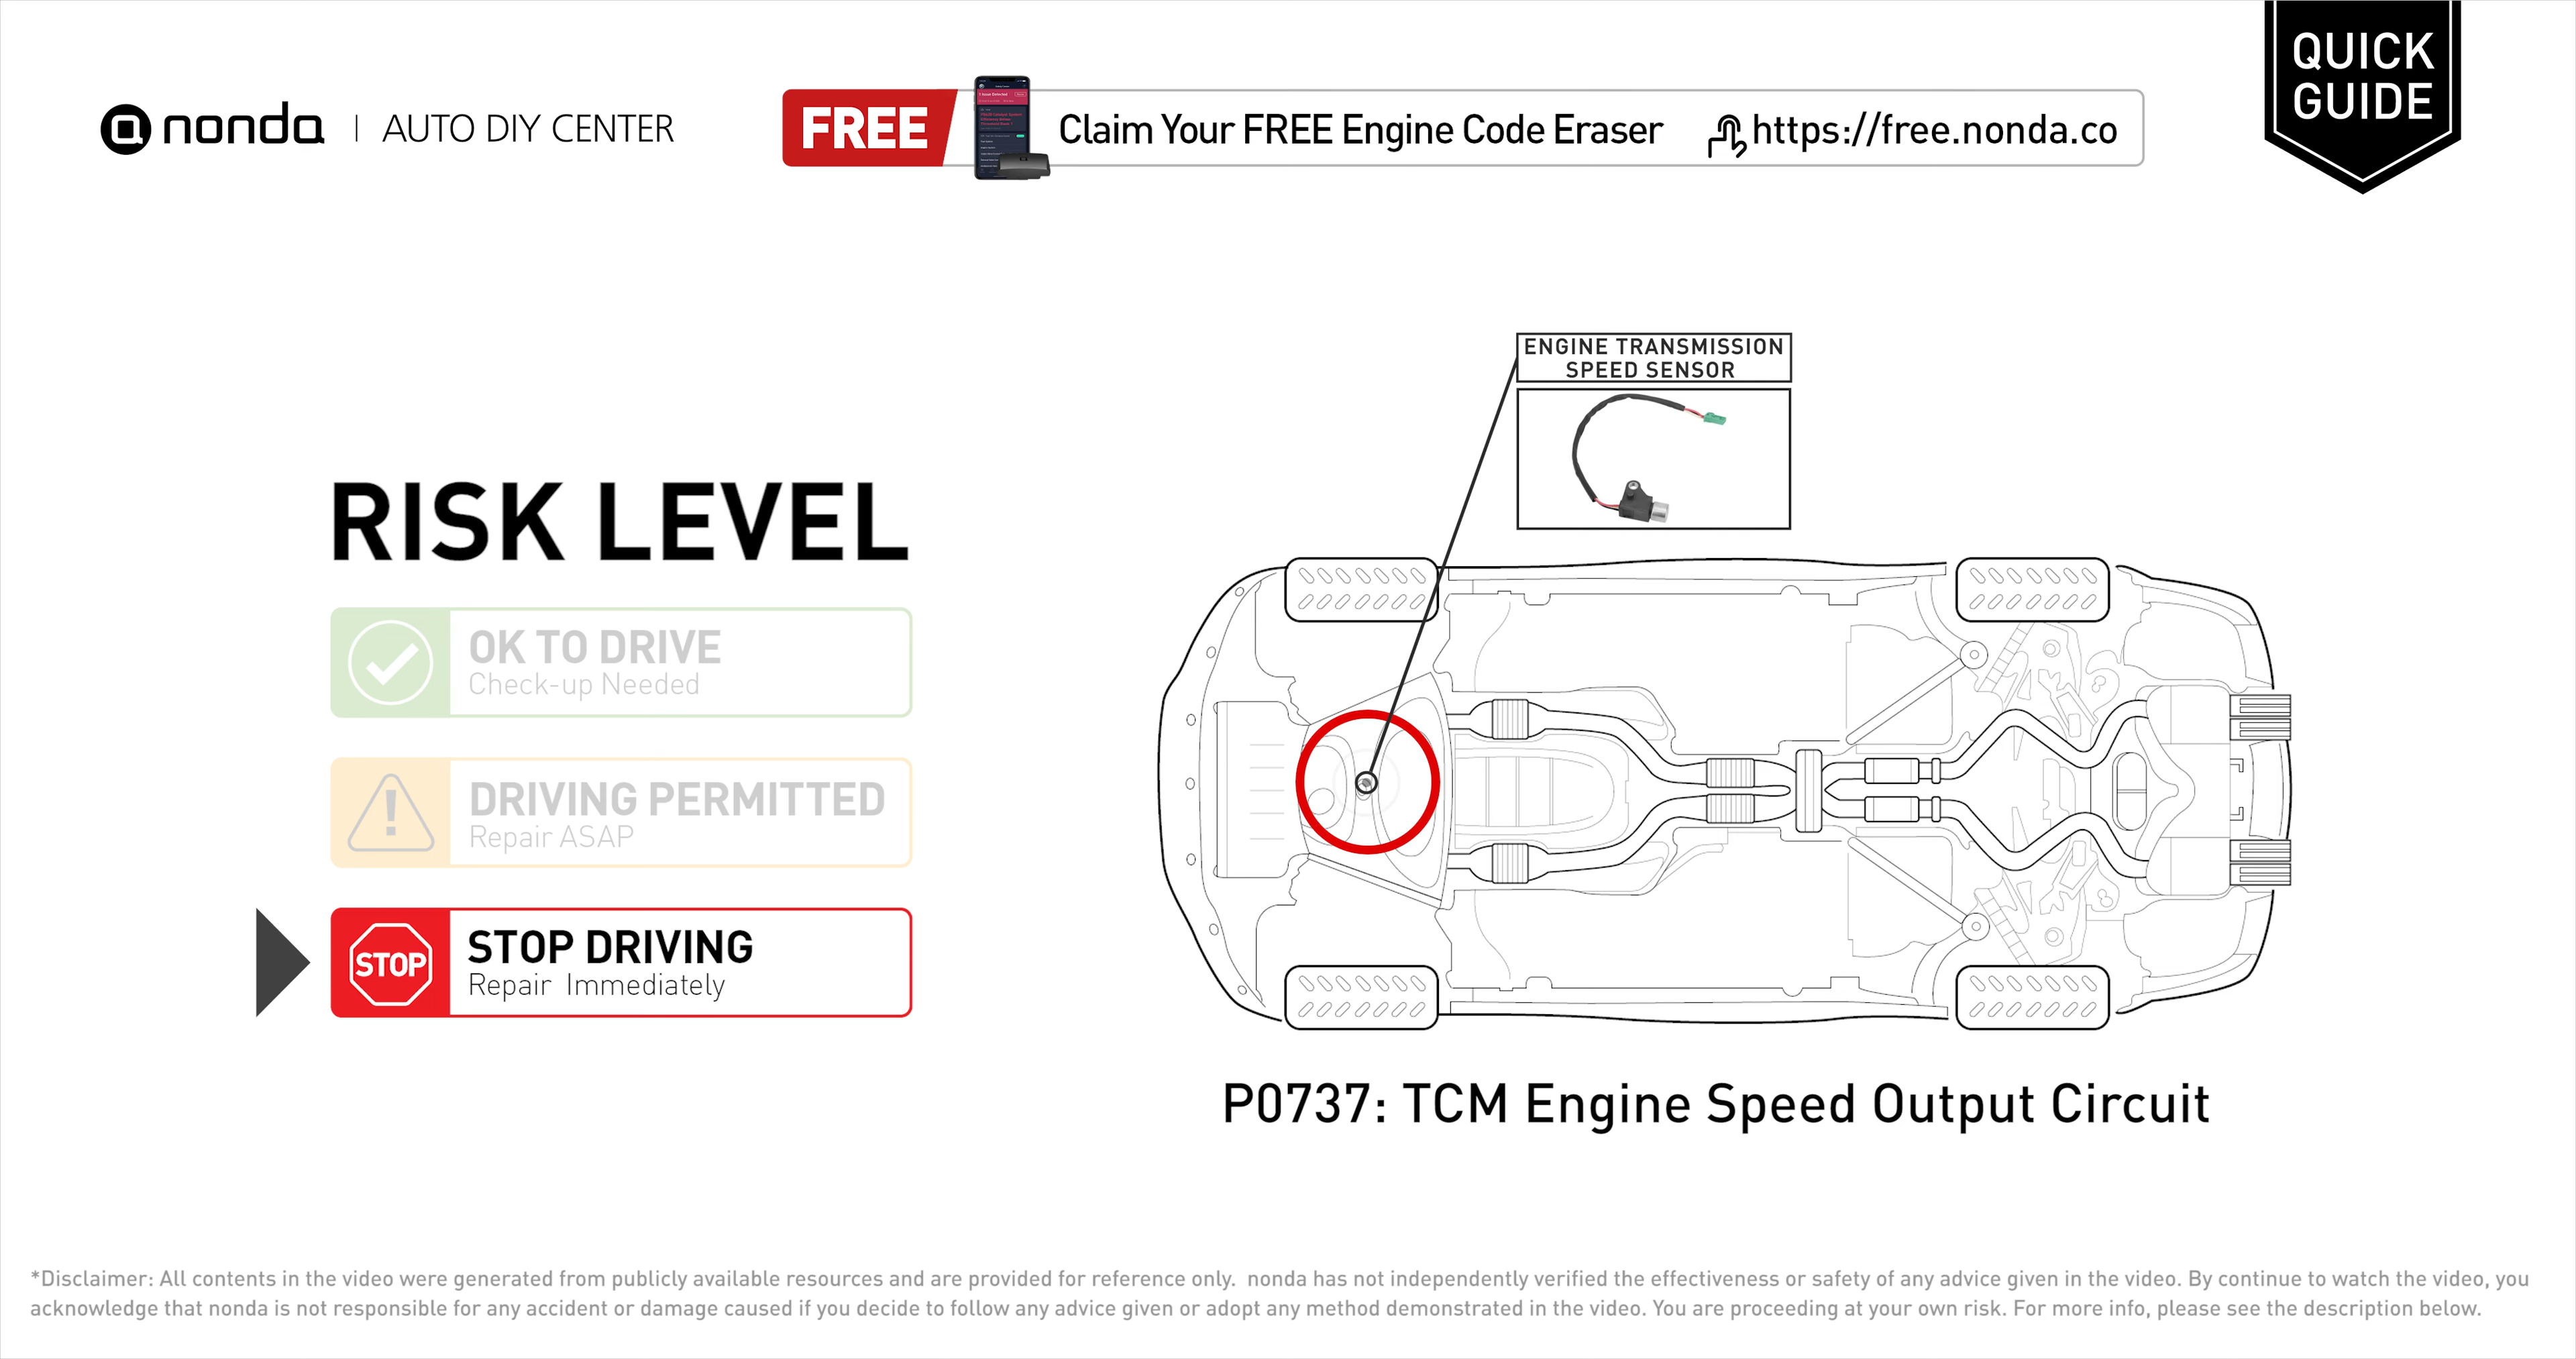 nonda | AUTO DIY CENTER
FREE
Claim Your FREE Engine Code Eraser
https://free.nonda.co
QUICK
GUIDE
ENGINE TRANSMISSION
SPEED SENSOR
RISK LEVEL
OK TO DRIVE
Check-up Needed
DRIVING PERMITTED
Repair ASAP
STOP
STOP DRIVING
Repair Immediately
P0737: TCM Engine Speed Output Circuit
*Disclaimer: All contents in the video were generated from publicly available resources and are provided for reference only. nonda has not independently verified the effectiveness or safety of any advice given in the video. By continue to watch the video, you
acknowledge that nonda is not responsible for any accident or damage caused if you decide to follow any advice given or adopt any method demonstrated in the video. You are proceeding at your own risk. For more info, please see the description below.